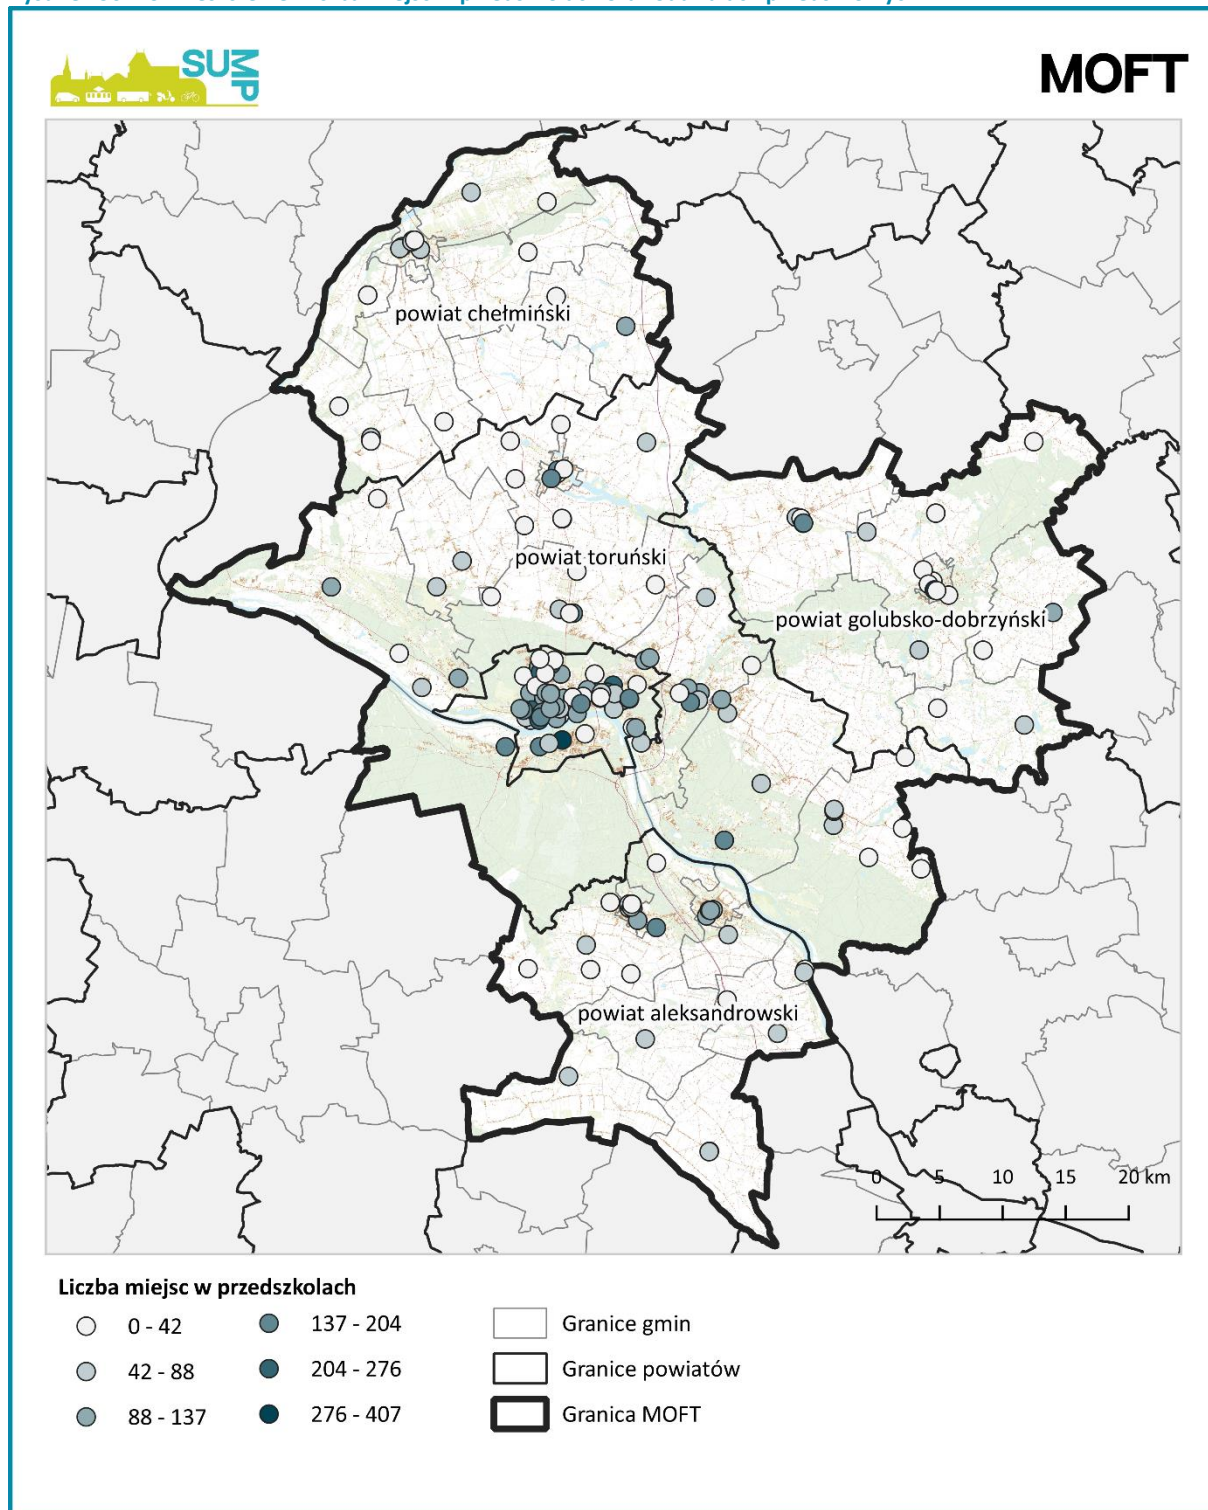 SUMP
MOFT
powiat chełmiński
powiat toruński
powiat golubsko-dobrzyński
powiat aleksandrowski
0 5 10 15 20 km
Liczba miejsc w przedszkolach
0 - 42
42 - 88
88 - 137
137 - 204
204 - 276
276 - 407
Granice gmin
Granice powiatów
Granica MOFT